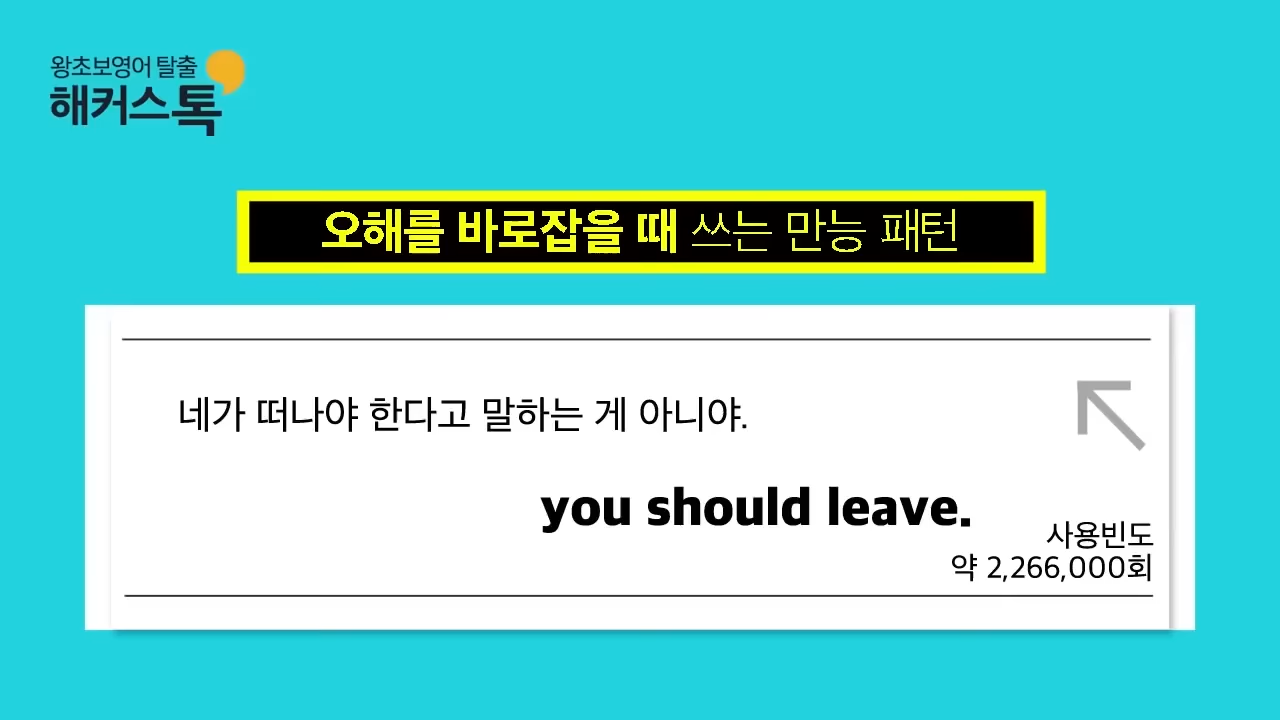 왕초보영어 탈출
해커스톡
오해를 바로잡을 때 쓰는 만능 패턴
네가 떠나야 한다고 말하는 게 아니야.
you should leave.
사용빈도
약 2,266,000회